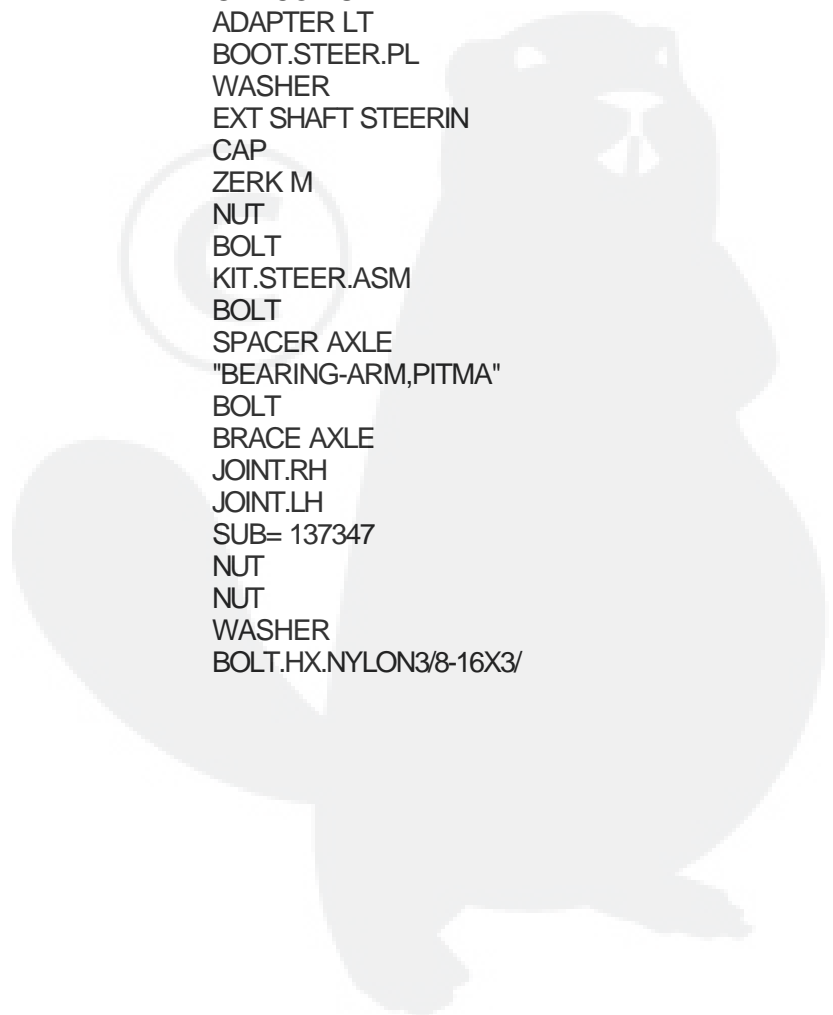 ADAPTER LT
BOOT.STEER.PL
WASHER
EXT SHAFT STEERIN
CAP
ZERK M
NUT
BOLT
KIT.STEER.ASM
BOLT
SPACER AXLE
"BEARING-ARM,PITMA"
BOLT
BRACE AXLE
JOINT.RH
JOINT.LH
SUB= 137347
NUT
NUT
WASHER
BOLT.HX.NYLON3/8-16X3/
©